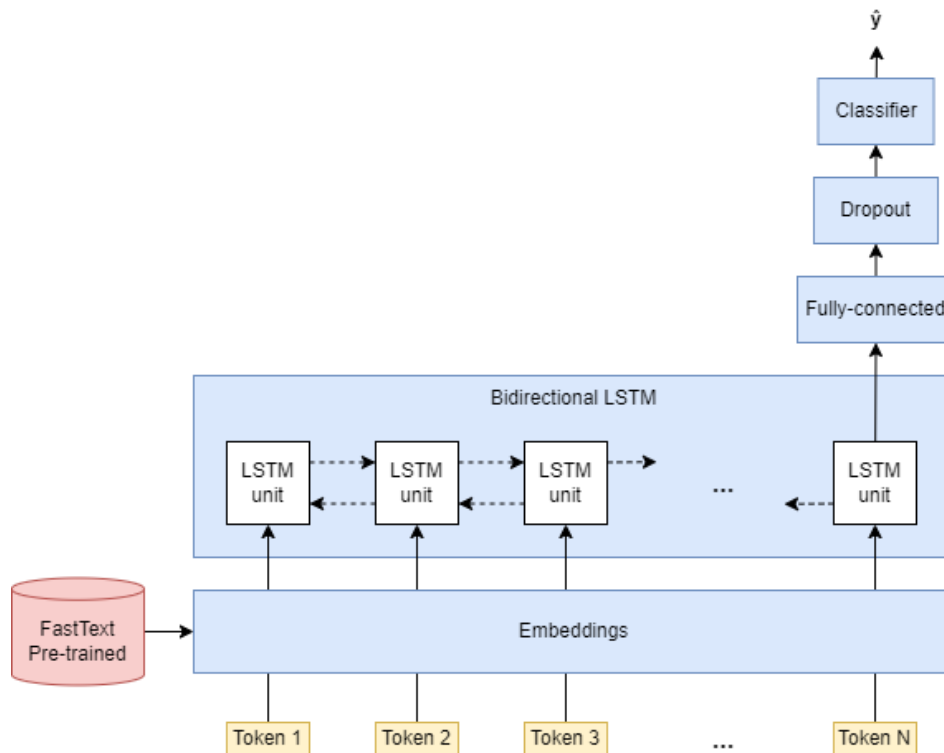 ŷ
Classifier
Dropout
Fully-connected
Bidirectional LSTM
LSTM
unit
LSTM
unit
LSTM
unit
...
LSTM
unit
FastText
Pre-trained
Embeddings
Token 1
Token 2
Token 3
...
Token N